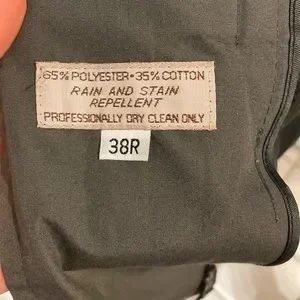 65% POLYESTER•35% COTTON
RAIN AND STAIN
REPELLENT
PROFESSIONALLY DRY CLEAN ONLY
38R